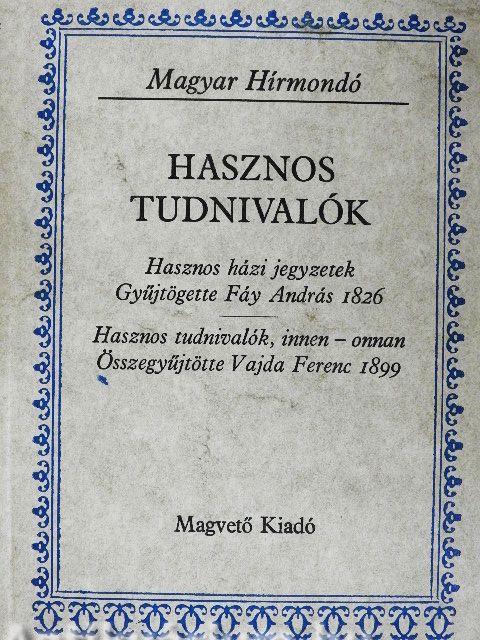 Magyar Hírmondó
HASZNOS
TUDNIVALÓK
Hasznos házi jegyzetek
Gyűjtögette Fáy András 1826
Hasznos tudnivalók, innen – onnan
Összegyűjtötte Vajda Ferenc 1899
Magvető Kiadó